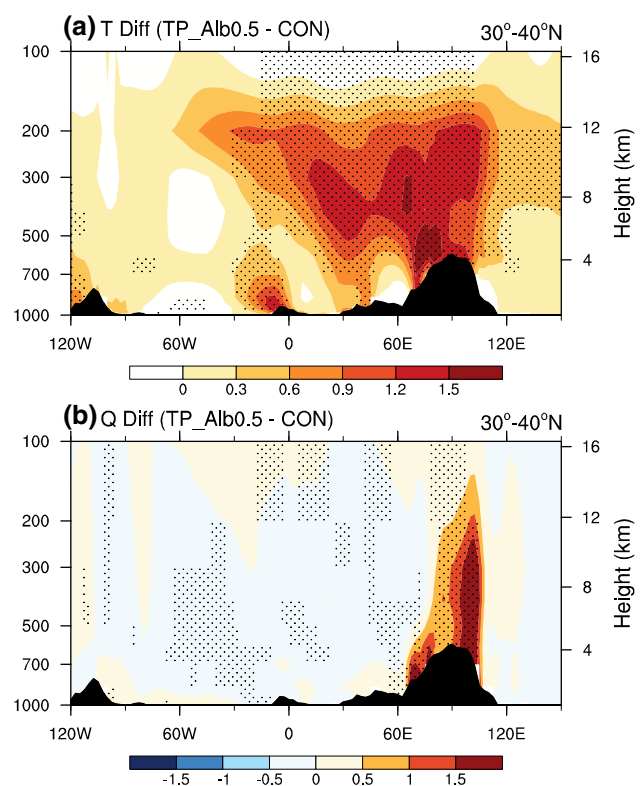 (a) T Diff (TP_Alb0.5 - CON) 30°-40°N
100
200
300
500
700
1000
16
12
8
4
Height (km)
120W 60W 0 60E 120E
0 0.3 0.6 0.9 1.2 1.5
(b) Q Diff (TP_Alb0.5 - CON) 30°-40°N
100
200
300
500
700
1000
16
12
8
4
Height (km)
120W 60W 0 60E 120E
-1.5 -1 -0.5 0 0.5 1 1.5